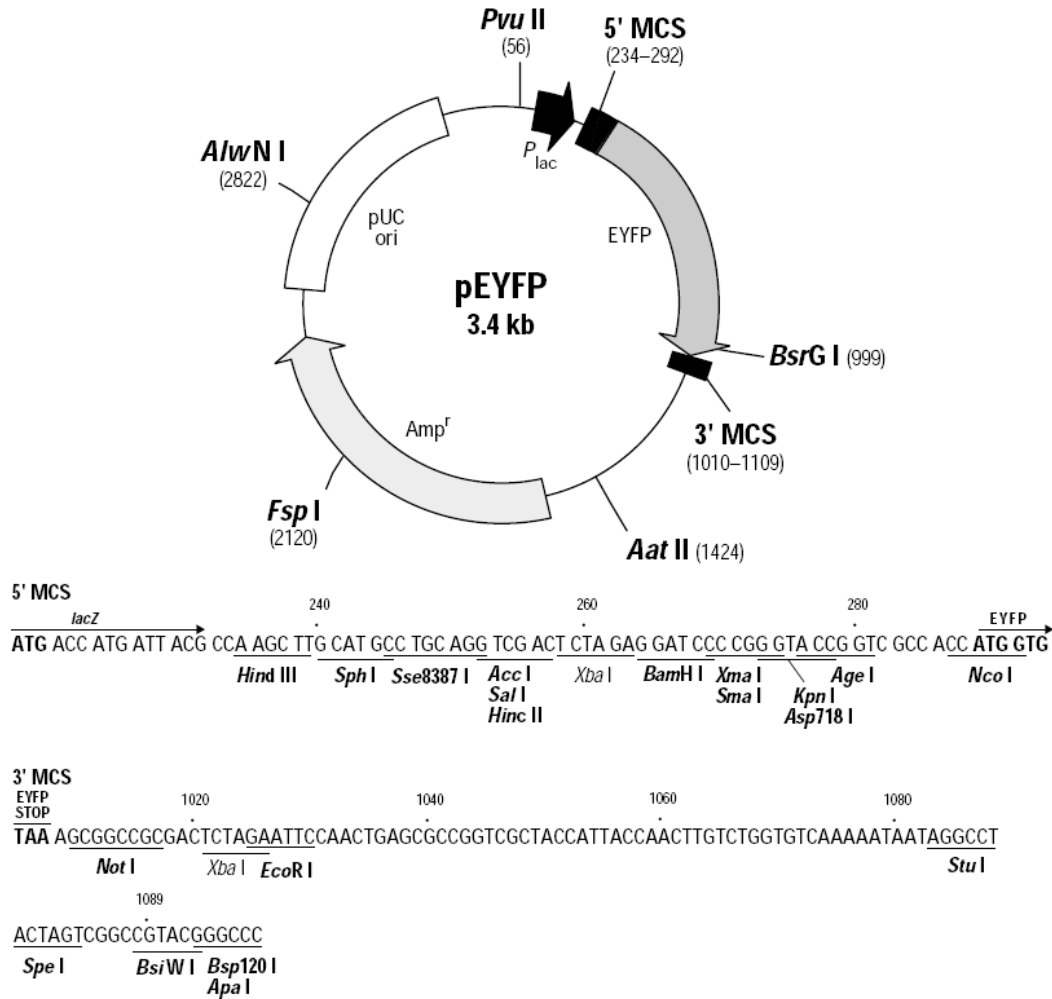 Pvu II
(56)
5' MCS
(234–292)
AlwN I
(2822)
Plac
pUC
ori
EYFP
pEYFP
3.4 kb
BsrG I (999)
Ampr
3' MCS
(1010–1109)
Fsp I
(2120)
Aat II (1424)
5' MCS
lacZ 240 260 280 EYFP
ATG ACC ATG ATT ACG CCA AGC TTG CAT GCC TGC AGG TCG ACT CTA GAG GAT CCC CGG GTA CCG GTC GCC ACC ATG GTG
Hind III Sph I Sse8387 I Acc I Xba I BamH I Xma I Age I Nco I
Sal I Sma I Kpn I
Hinc II Asp718 I
3' MCS
EYFP
STOP 1020 1040 1060 1080
TAA AGCGGCCGCGACTCTAGAATTCCAACTGAGCGCCGGTCGCTACCATTACCAACTTGTCTGGTGTCAAAAATAATAGGCCT
Not I Xba I EcoR I Stu I
1089
ACTAGTCGGCCGTACGGGCCC
Spe I BsiW I Bsp120 I
Apa I